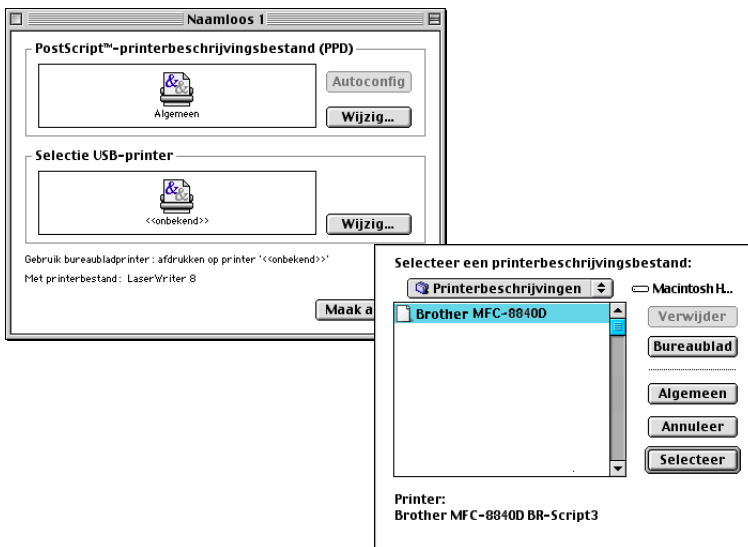 Naamloos 1
PostScript™-printerbeschrijvingsbestand (PPD)
Algemeen
Autoconfig
Wijzig...
Selectie USB-printer
<<onbekend>>
Wijzig...
Gebruik bureaubladprinter: afdrukken op printer '<<onbekend>>'
Met printerbestand: LaserWriter 8
Maak a
Selecteer een printerbeschrijvingsbestand:
Printerbeschrijvingen
Macintosh H...
Brother MFC-8840D
Verwijder
Bureaublad
Algemeen
Annuleer
Selecteer
Printer:
Brother MFC-8840D BR-Script3